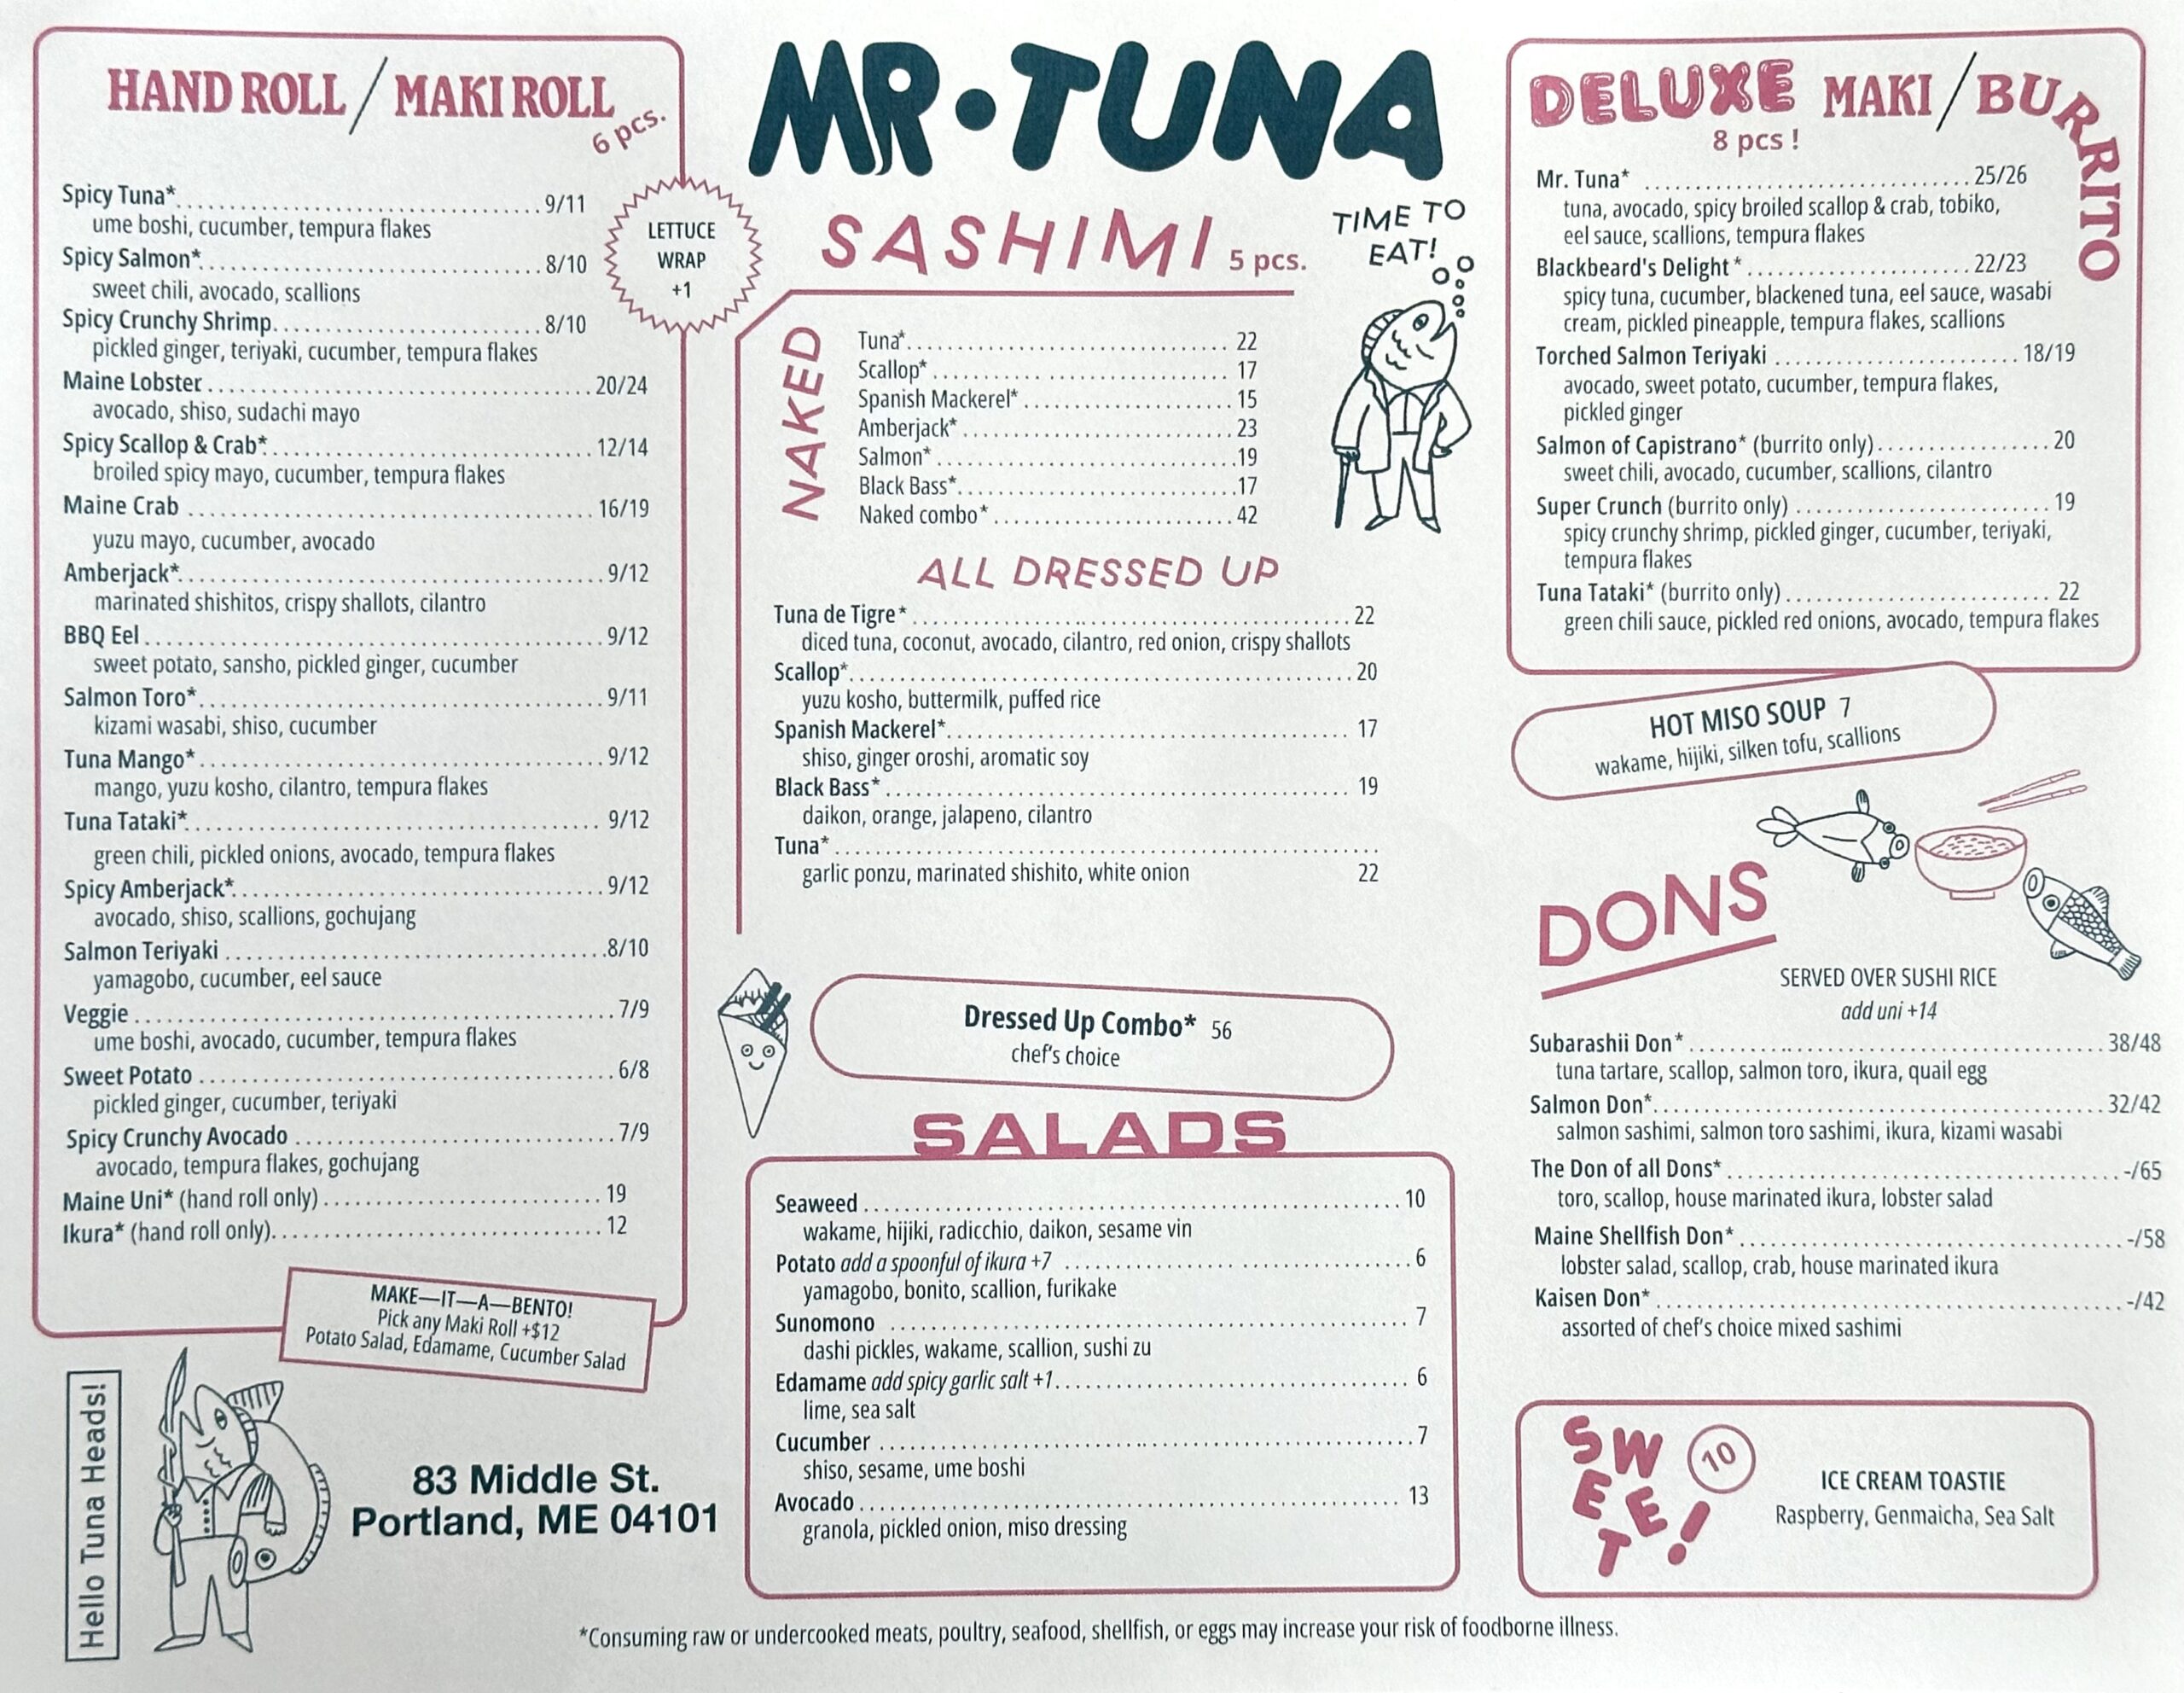 HAND ROLL / MAKI ROLL
6 pcs.
Spicy Tuna* 9/11
ume boshi, cucumber, tempura flakes
Spicy Salmon* 8/10
sweet chili, avocado, scallions
Spicy Crunchy Shrimp 8/10
pickled ginger, teriyaki, cucumber, tempura flakes
Maine Lobster 20/24
avocado, shiso, sudachi mayo
Spicy Scallop & Crab* 12/14
broiled spicy mayo, cucumber, tempura flakes
Maine Crab 16/19
yuzu mayo, cucumber, avocado
Amberjack* 9/12
marinated shishitos, crispy shallots, cilantro
BBQ Eel 9/12
sweet potato, sansho, pickled ginger, cucumber
Salmon Toro* 9/11
kizami wasabi, shiso, cucumber
Tuna Mango* 9/12
mango, yuzu kosho, cilantro, tempura flakes
Tuna Tataki* 9/12
green chili, pickled onions, avocado, tempura flakes
Spicy Amberjack* 9/12
avocado, shiso, scallions, gochujang
Salmon Teriyaki 8/10
yamagobo, cucumber, eel sauce
Veggie 7/9
ume boshi, avocado, cucumber, tempura flakes
Sweet Potato 6/8
pickled ginger, cucumber, teriyaki
Spicy Crunchy Avocado 7/9
avocado, tempura flakes, gochujang
Maine Uni* (hand roll only) 19
Ikura* (hand roll only) 12
LETTUCE
WRAP
+1
MAKE—IT—A—BENTO!
Pick any Maki Roll +$12
Potato Salad, Edamame, Cucumber Salad
Hello Tuna Heads!
83 Middle St.
Portland, ME 04101
MR•TUNA
SASHIMI 5 pcs.
TIME TO
EAT!
NAKED
Tuna* 22
Scallop* 17
Spanish Mackerel* 15
Amberjack* 23
Salmon* 19
Black Bass* 17
Naked combo* 42
ALL DRESSED UP
Tuna de Tigre* 22
diced tuna, coconut, avocado, cilantro, red onion, crispy shallots
Scallop* 20
yuzu kosho, buttermilk, puffed rice
Spanish Mackerel* 17
shiso, ginger oroshi, aromatic soy
Black Bass* 19
daikon, orange, jalapeno, cilantro
Tuna*
garlic ponzu, marinated shishito, white onion 22
Dressed Up Combo* 56
chef's choice
SALADS
Seaweed 10
wakame, hijiki, radicchio, daikon, sesame vin
Potato add a spoonful of ikura +7 6
yamagobo, bonito, scallion, furikake
Sunomono 7
dashi pickles, wakame, scallion, sushi zu
Edamame add spicy garlic salt +1 6
lime, sea salt
Cucumber 7
shiso, sesame, ume boshi
Avocado 13
granola, pickled onion, miso dressing
DELUXE MAKI / BURRITO
8 pcs !
Mr. Tuna* 25/26
tuna, avocado, spicy broiled scallop & crab, tobiko,
eel sauce, scallions, tempura flakes
Blackbeard's Delight* 22/23
spicy tuna, cucumber, blackened tuna, eel sauce, wasabi
cream, pickled pineapple, tempura flakes, scallions
Torched Salmon Teriyaki 18/19
avocado, sweet potato, cucumber, tempura flakes,
pickled ginger
Salmon of Capistrano* (burrito only) 20
sweet chili, avocado, cucumber, scallions, cilantro
Super Crunch (burrito only) 19
spicy crunchy shrimp, pickled ginger, cucumber, teriyaki,
tempura flakes
Tuna Tataki* (burrito only) 22
green chili sauce, pickled red onions, avocado, tempura flakes
HOT MISO SOUP 7
wakame, hijiki, silken tofu, scallions
DONS
SERVED OVER SUSHI RICE
add uni +14
Subarashii Don* 38/48
tuna tartare, scallop, salmon toro, ikura, quail egg
Salmon Don* 32/42
salmon sashimi, salmon toro sashimi, ikura, kizami wasabi
The Don of all Dons* -/65
toro, scallop, house marinated ikura, lobster salad
Maine Shellfish Don* -/58
lobster salad, scallop, crab, house marinated ikura
Kaisen Don* -/42
assorted of chef's choice mixed sashimi
SWEET!
10
ICE CREAM TOASTIE
Raspberry, Genmaicha, Sea Salt
*Consuming raw or undercooked meats, poultry, seafood, shellfish, or eggs may increase your risk of foodborne illness.